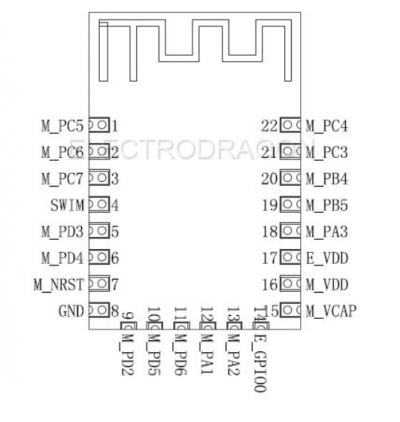 M_PC5 1 22 M_PC4
M_PC6 2 21 M_PC3
ELECTRODRAGON
M_PC7 3 20 M_PB4
SWIM 4 19 M_PB5
M_PD3 5 18 M_PA3
M_PD4 6 17 E_VDD
M_NRST 7 16 M_VDD
GND 8 15 M_VCAP
9 10 11 12 13 14
M_PD2 M_PD5 M_PD6 M_PA1 M_PA2 E_GPIO0